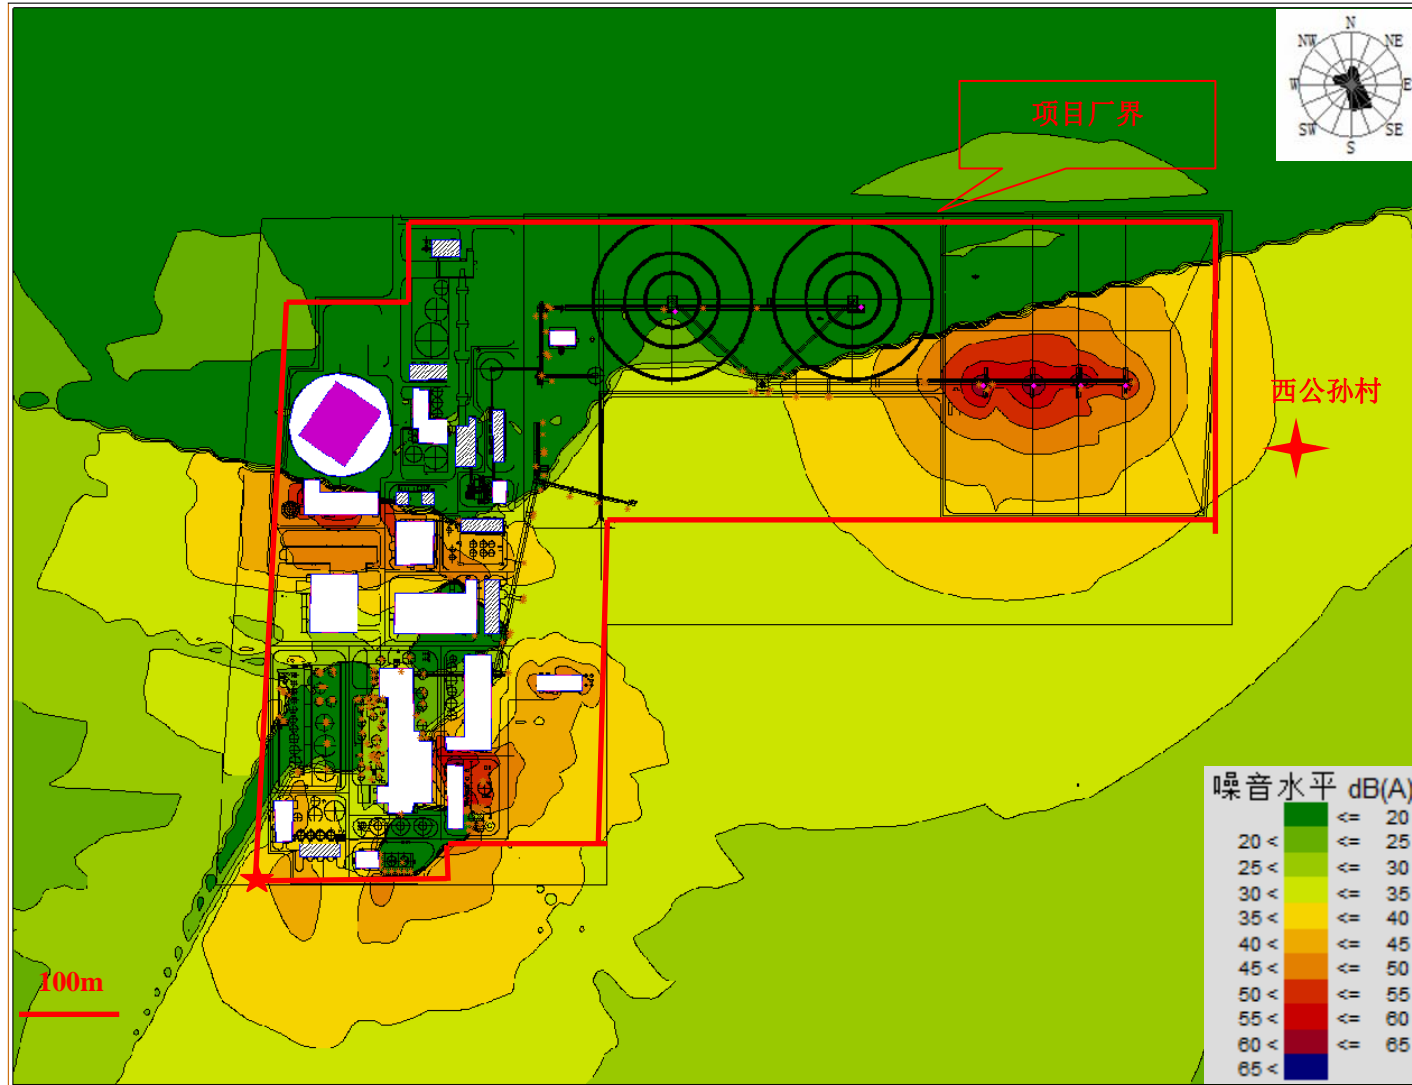 N
NW NE
W E
SW SE
S
项目厂界
西公孙村
100m
噪音水平 dB(A)
<= 20
20 < <= 25
25 < <= 30
30 < <= 35
35 < <= 40
40 < <= 45
45 < <= 50
50 < <= 55
55 < <= 60
60 < <= 65
65 <